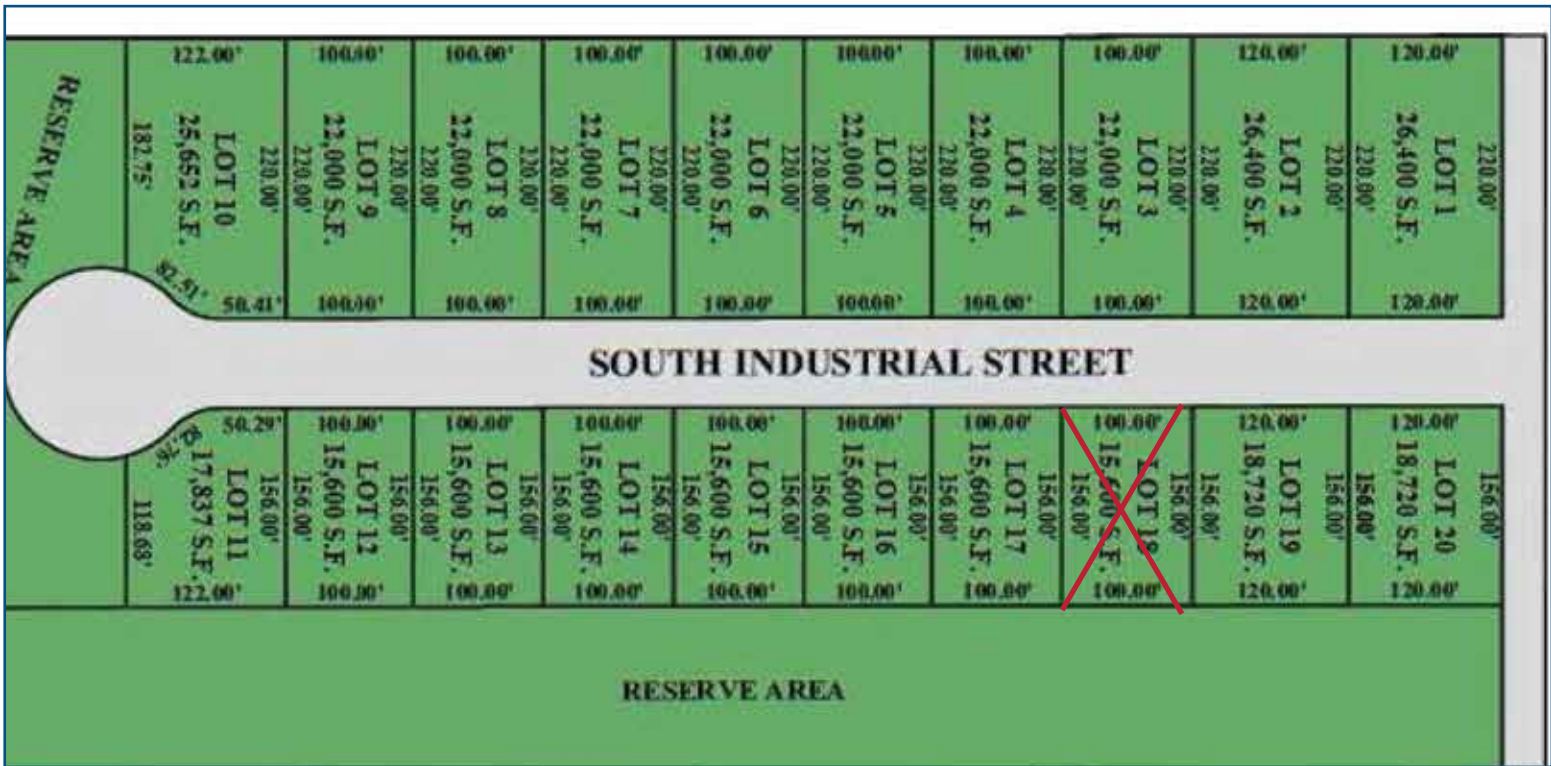 RESERVE AREA
122.00'
182.75'
LOT 10
25,652 S.F.
220.00'
82.51'
50.41'
100.00'
220.00'
LOT 9
22,000 S.F.
220.00'
100.00'
100.00'
220.00'
LOT 8
22,000 S.F.
220.00'
100.00'
100.00'
220.00'
LOT 7
22,000 S.F.
220.00'
100.00'
100.00'
220.00'
LOT 6
22,000 S.F.
220.00'
100.00'
100.00'
220.00'
LOT 5
22,000 S.F.
220.00'
100.00'
100.00'
220.00'
LOT 4
22,000 S.F.
220.00'
100.00'
100.00'
220.00'
LOT 3
22,000 S.F.
220.00'
100.00'
120.00'
220.00'
LOT 2
26,400 S.F.
220.00'
120.00'
120.00'
220.00'
LOT 1
26,400 S.F.
220.00'
120.00'
SOUTH INDUSTRIAL STREET
50.29'
118.68'
LOT 11
17,837 S.F.
156.00'
122.00'
100.00'
156.00'
LOT 12
15,600 S.F.
156.00'
100.00'
100.00'
156.00'
LOT 13
15,600 S.F.
156.00'
100.00'
100.00'
156.00'
LOT 14
15,600 S.F.
156.00'
100.00'
100.00'
156.00'
LOT 15
15,600 S.F.
156.00'
100.00'
100.00'
156.00'
LOT 16
15,600 S.F.
156.00'
100.00'
100.00'
156.00'
LOT 17
15,600 S.F.
156.00'
100.00'
100.00'
156.00'
LOT 18
15,600 S.F.
156.00'
100.00'
120.00'
156.00'
LOT 19
18,720 S.F.
156.00'
120.00'
120.00'
156.00'
LOT 20
18,720 S.F.
156.00'
120.00'
RESERVE AREA